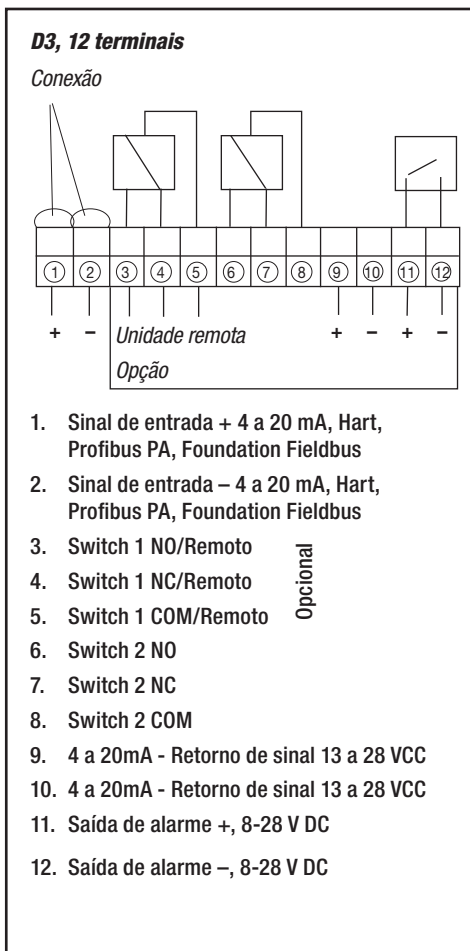 D3, 12 terminais
Conexão
1 2 3 4 5 6 7 8 9 10 11 12
+ – Unidade remota + – + –
Opção
1. Sinal de entrada + 4 a 20 mA, Hart,
Profibus PA, Foundation Fieldbus
2. Sinal de entrada – 4 a 20 mA, Hart,
Profibus PA, Foundation Fieldbus
3. Switch 1 NO/Remoto
4. Switch 1 NC/Remoto
5. Switch 1 COM/Remoto
Opcional
6. Switch 2 NO
7. Switch 2 NC
8. Switch 2 COM
9. 4 a 20mA - Retorno de sinal 13 a 28 VCC
10. 4 a 20mA - Retorno de sinal 13 a 28 VCC
11. Saída de alarme +, 8-28 V DC
12. Saída de alarme –, 8-28 V DC